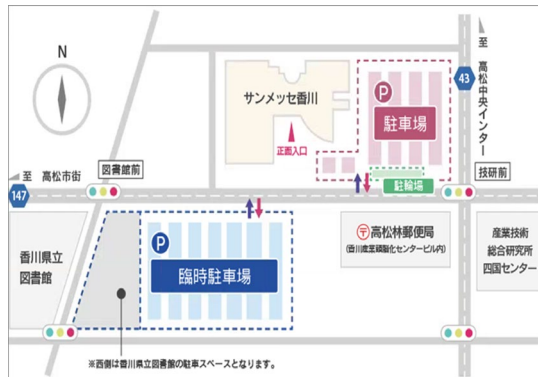 N
サンメッセ香川
正面入口
P
駐車場
43
至 高松中央インター
至 高松市街
図書館前
技研前
147
駐輪場
香川県立
図書館
P
臨時駐車場
〒高松林郵便局
(香川産業頭脳化センタービル内)
産業技術
総合研究所
四国センター
※西側は香川県立図書館の駐車スペースとなります。